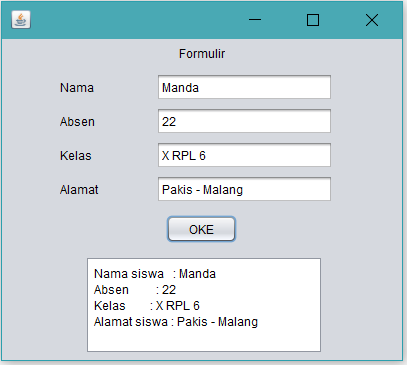 Formulir
Nama Manda
Absen 22
Kelas X RPL 6
Alamat Pakis - Malang
OKE
Nama siswa : Manda
Absen : 22
Kelas : X RPL 6
Alamat siswa : Pakis - Malang